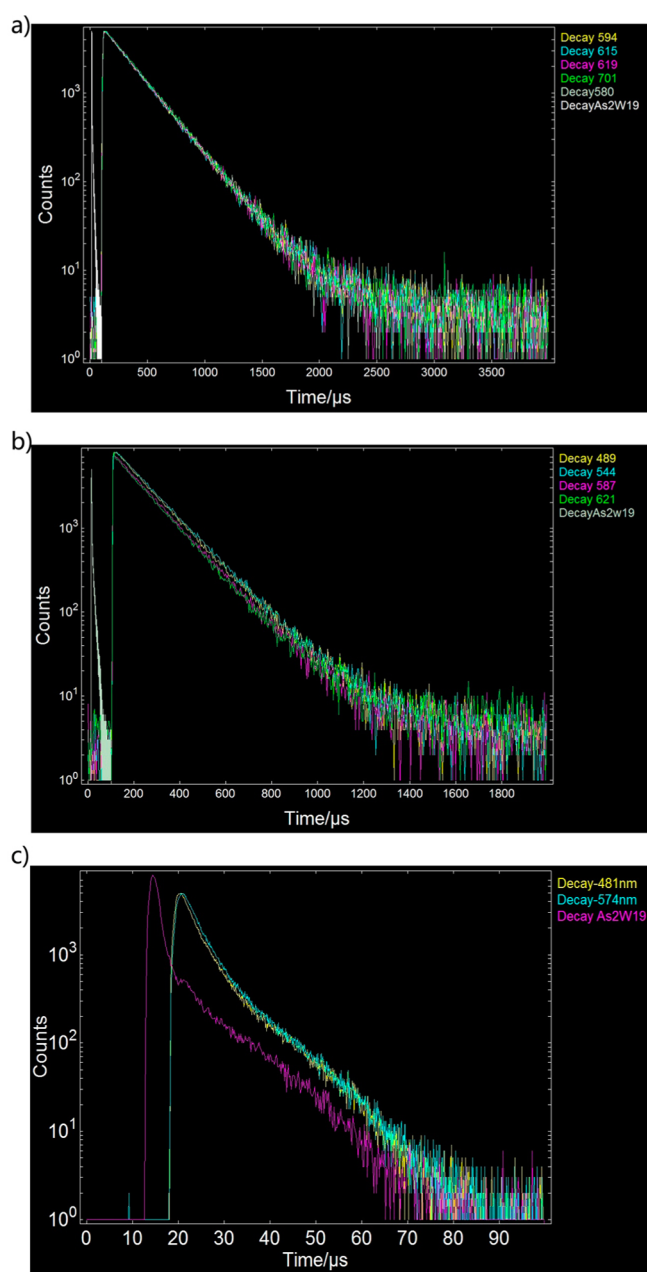 a)
Decay 594
Decay 615
Decay 619
Decay 701
Decay580
DecayAs2W19
10³
10²
10¹
10⁰
Counts
0 500 1000 1500 2000 2500 3000 3500
Time/µs
b)
Decay 489
Decay 544
Decay 587
Decay 621
DecayAs2w19
10³
10²
10¹
10⁰
Counts
0 200 400 600 800 1000 1200 1400 1600 1800
Time/µs
c)
Decay-481nm
Decay-574nm
Decay As2W19
10³
10²
10¹
10⁰
Counts
0 10 20 30 40 50 60 70 80 90
Time/µs